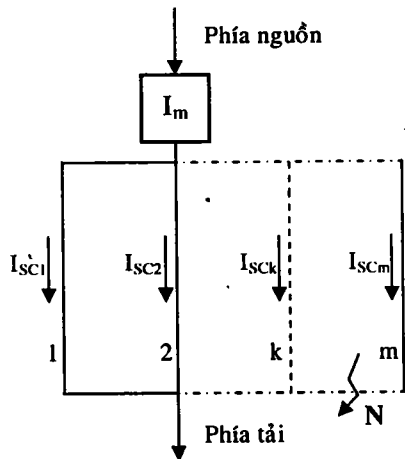 Phía nguồn
I_m
I_SC1 I_SC2 I_SCk I_SCm
1 2 k m
N
Phía tải